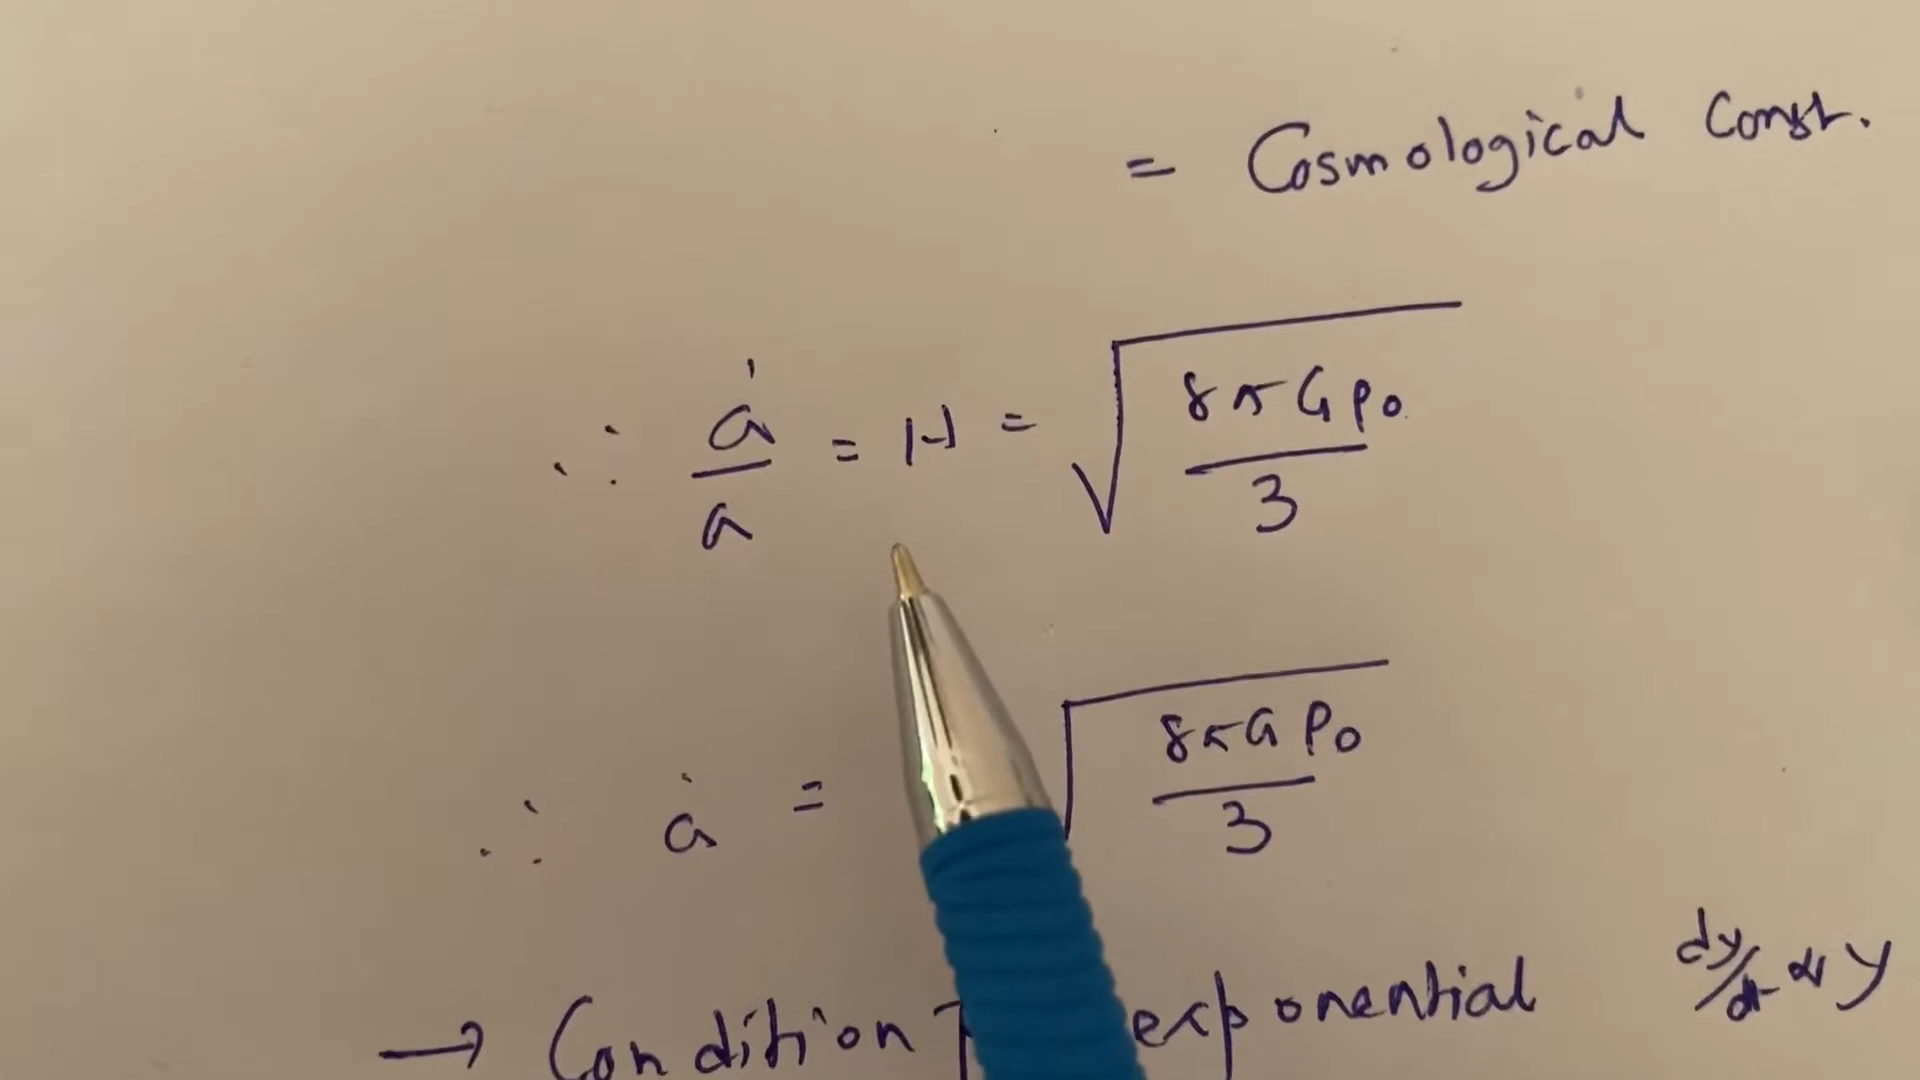 = Cosmological Const.
∴ ȧ/a = H = √(8πGρ₀/3)
∴ ȧ = √(8πGρ₀/3)
→ Condition exponential dy/dt ∝ y